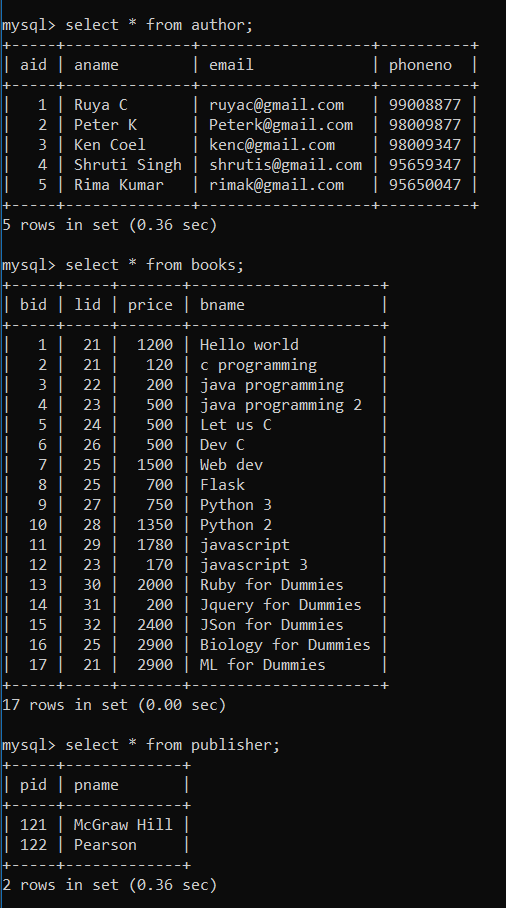 mysql> select * from author;
+-----+--------------+-------------------+----------+
| aid | aname        | email             | phoneno  |
+-----+--------------+-------------------+----------+
|   1 | Ruya C       | ruyac@gmail.com   | 99008877 |
|   2 | Peter K      | Peterk@gmail.com  | 98009877 |
|   3 | Ken Coel     | kenc@gmail.com    | 98009347 |
|   4 | Shruti Singh | shrutis@gmail.com | 95659347 |
|   5 | Rima Kumar   | rimak@gmail.com   | 95650047 |
+-----+--------------+-------------------+----------+
5 rows in set (0.36 sec)

mysql> select * from books;
+-----+-----+-------+---------------------+
| bid | lid | price | bname               |
+-----+-----+-------+---------------------+
|   1 |  21 |  1200 | Hello world         |
|   2 |  21 |   120 | c programming       |
|   3 |  22 |   200 | java programming    |
|   4 |  23 |   500 | java programming 2  |
|   5 |  24 |   500 | Let us C            |
|   6 |  26 |   500 | Dev C               |
|   7 |  25 |  1500 | Web dev             |
|   8 |  25 |   700 | Flask               |
|   9 |  27 |   750 | Python 3            |
|  10 |  28 |  1350 | Python 2            |
|  11 |  29 |  1780 | javascript          |
|  12 |  23 |   170 | javascript 3        |
|  13 |  30 |  2000 | Ruby for Dummies    |
|  14 |  31 |   200 | Jquery for Dummies  |
|  15 |  32 |  2400 | JSon for Dummies    |
|  16 |  25 |  2900 | Biology for Dummies |
|  17 |  21 |  2900 | ML for Dummies      |
+-----+-----+-------+---------------------+
17 rows in set (0.00 sec)

mysql> select * from publisher;
+-----+-------------+
| pid | pname       |
+-----+-------------+
| 121 | McGraw Hill |
| 122 | Pearson     |
+-----+-------------+
2 rows in set (0.36 sec)